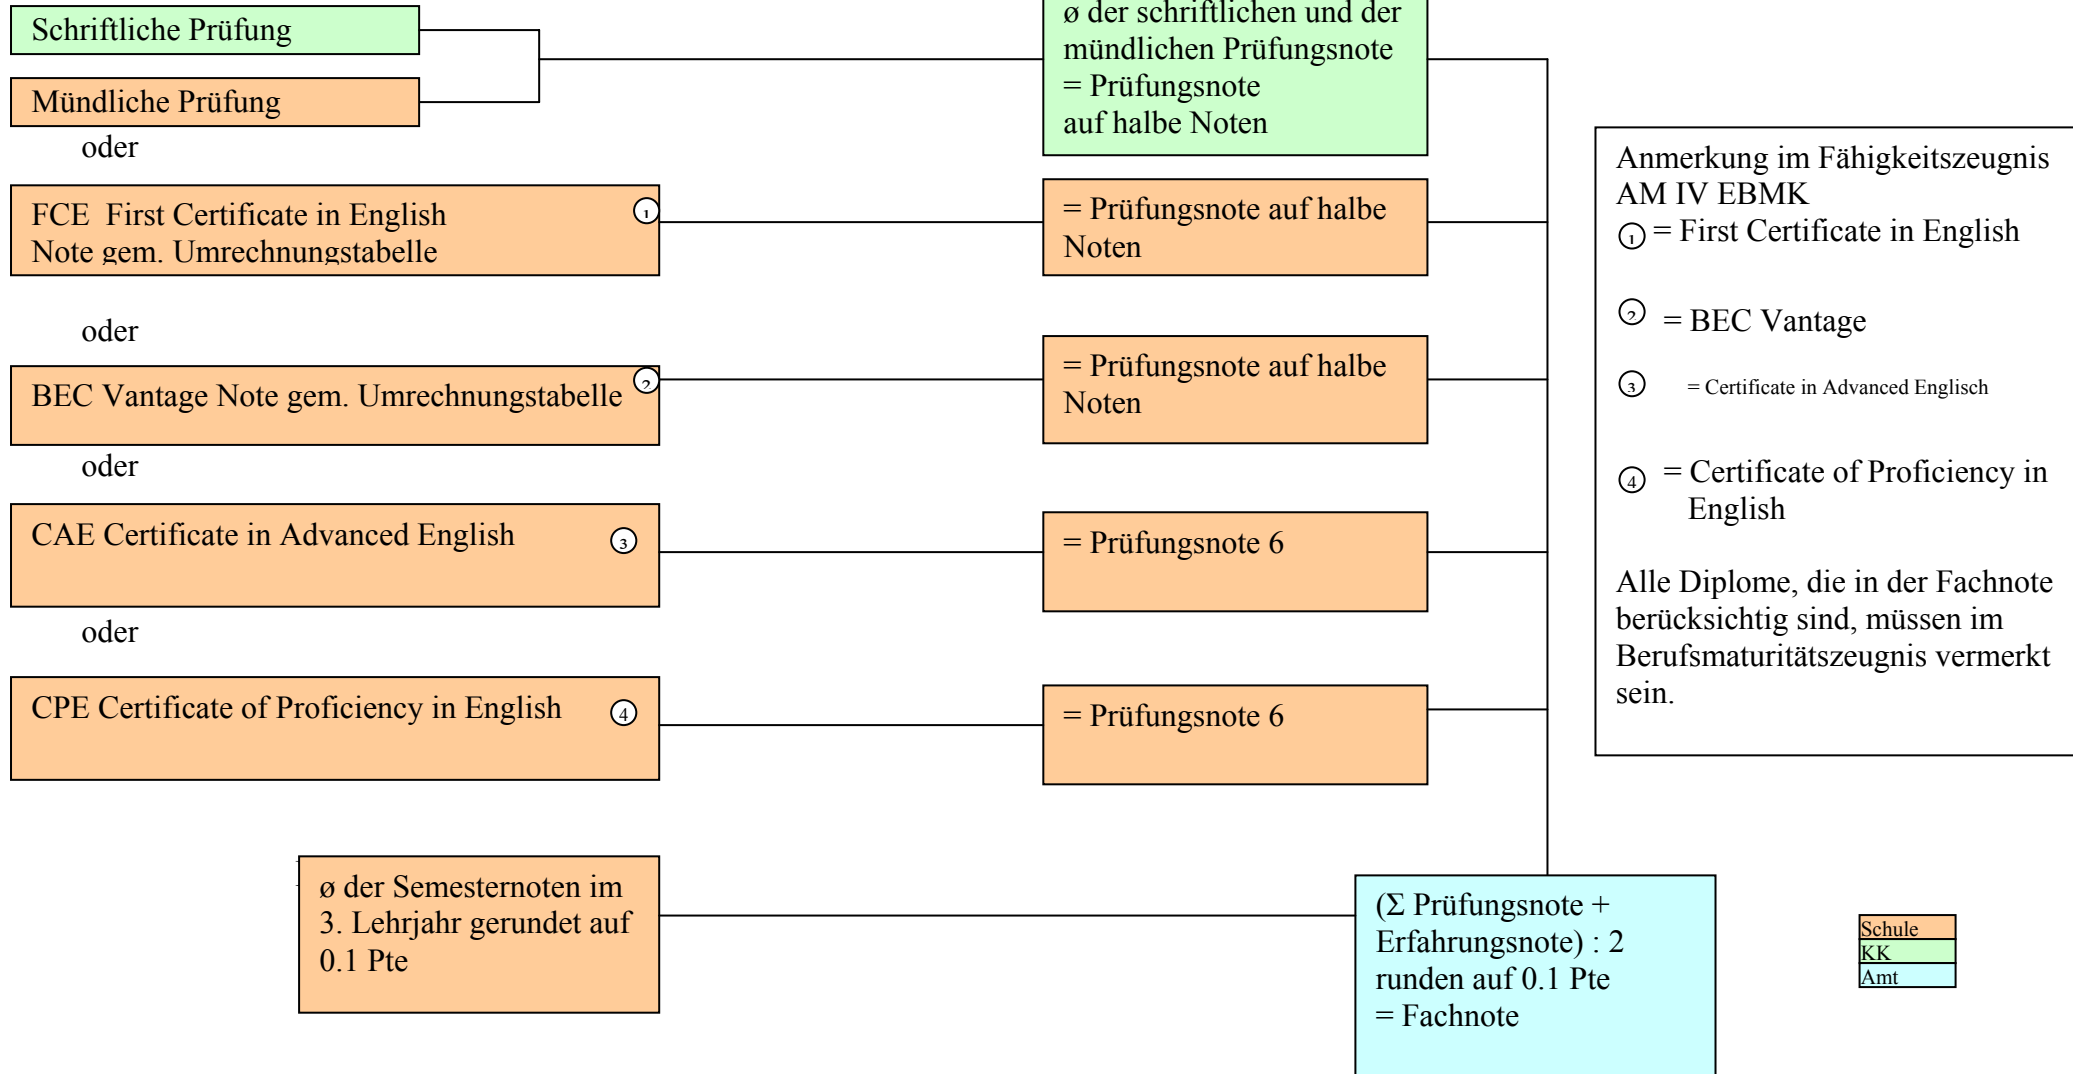 Schriftliche Prüfung
Mündliche Prüfung
ø der schriftlichen und der
mündlichen Prüfungsnote
= Prüfungsnote
auf halbe Noten
oder
FCE  First Certificate in English
Note gem. Umrechnungstabelle
1
= Prüfungsnote auf halbe
Noten
oder
BEC Vantage Note gem. Umrechnungstabelle
2
= Prüfungsnote auf halbe
Noten
oder
CAE Certificate in Advanced English
3
= Prüfungsnote 6
oder
CPE Certificate of Proficiency in English
4
= Prüfungsnote 6
ø der Semesternoten im
3. Lehrjahr gerundet auf
0.1 Pte
(Σ Prüfungsnote +
Erfahrungsnote) : 2
runden auf 0.1 Pte
= Fachnote
Anmerkung im Fähigkeitszeugnis
AM IV EBMK
1 = First Certificate in English
2 = BEC Vantage
3 = Certificate in Advanced Englisch
4 = Certificate of Proficiency in
English
Alle Diplome, die in der Fachnote
berücksichtig sind, müssen im
Berufsmaturitätszeugnis vermerkt
sein.
Schule
KK
Amt